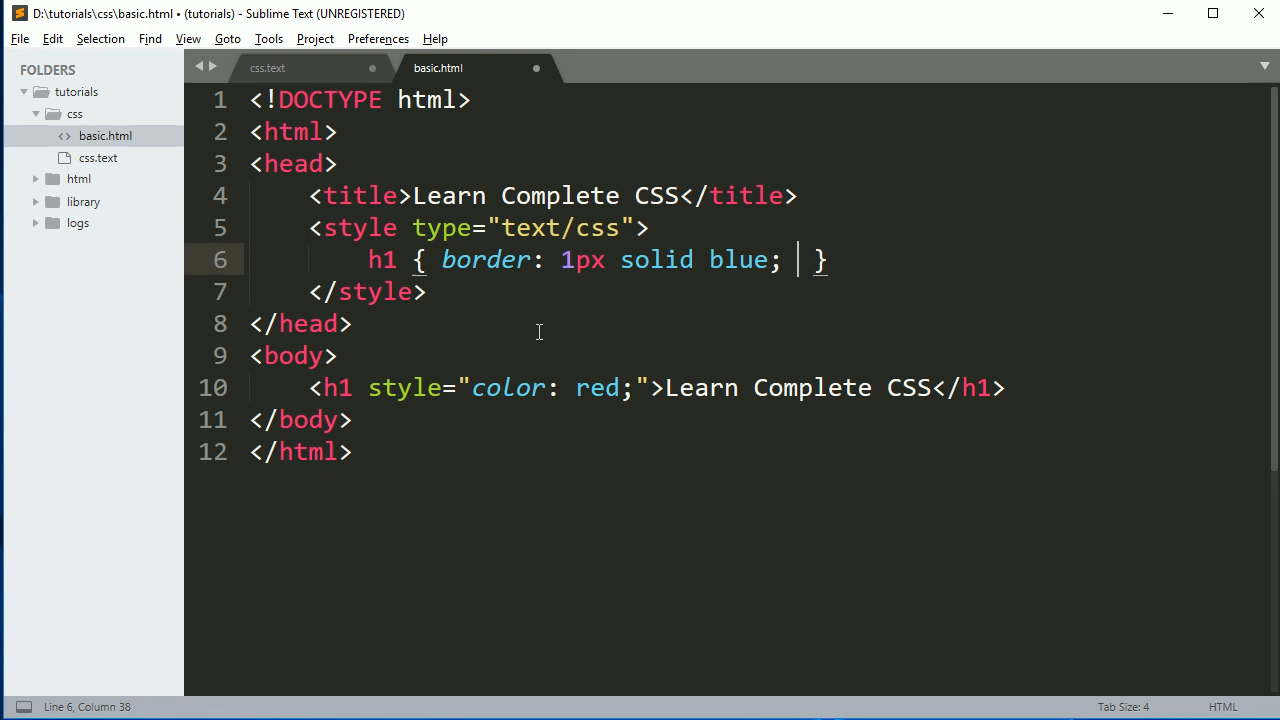 D:\tutorials\css\basic.html • (tutorials) - Sublime Text (UNREGISTERED)
File Edit Selection Find View Goto Tools Project Preferences Help
FOLDERS
tutorials
css
basic.html
css.text
html
library
logs
css.text basic.html
1 <!DOCTYPE html>
2 <html>
3 <head>
4     <title>Learn Complete CSS</title>
5     <style type="text/css">
6         h1 { border: 1px solid blue;  }
7     </style>
8 </head>
9 <body>
10     <h1 style="color: red;">Learn Complete CSS</h1>
11 </body>
12 </html>
Line 6, Column 38 Tab Size: 4 HTML